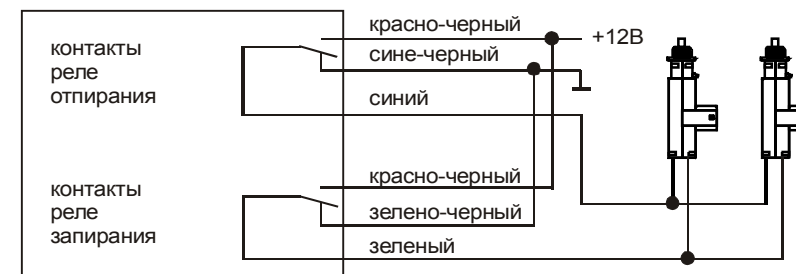 контакты
реле
отпирания
красно-черный
сине-черный
синий
+12В
контакты
реле
запирания
красно-черный
зелено-черный
зеленый